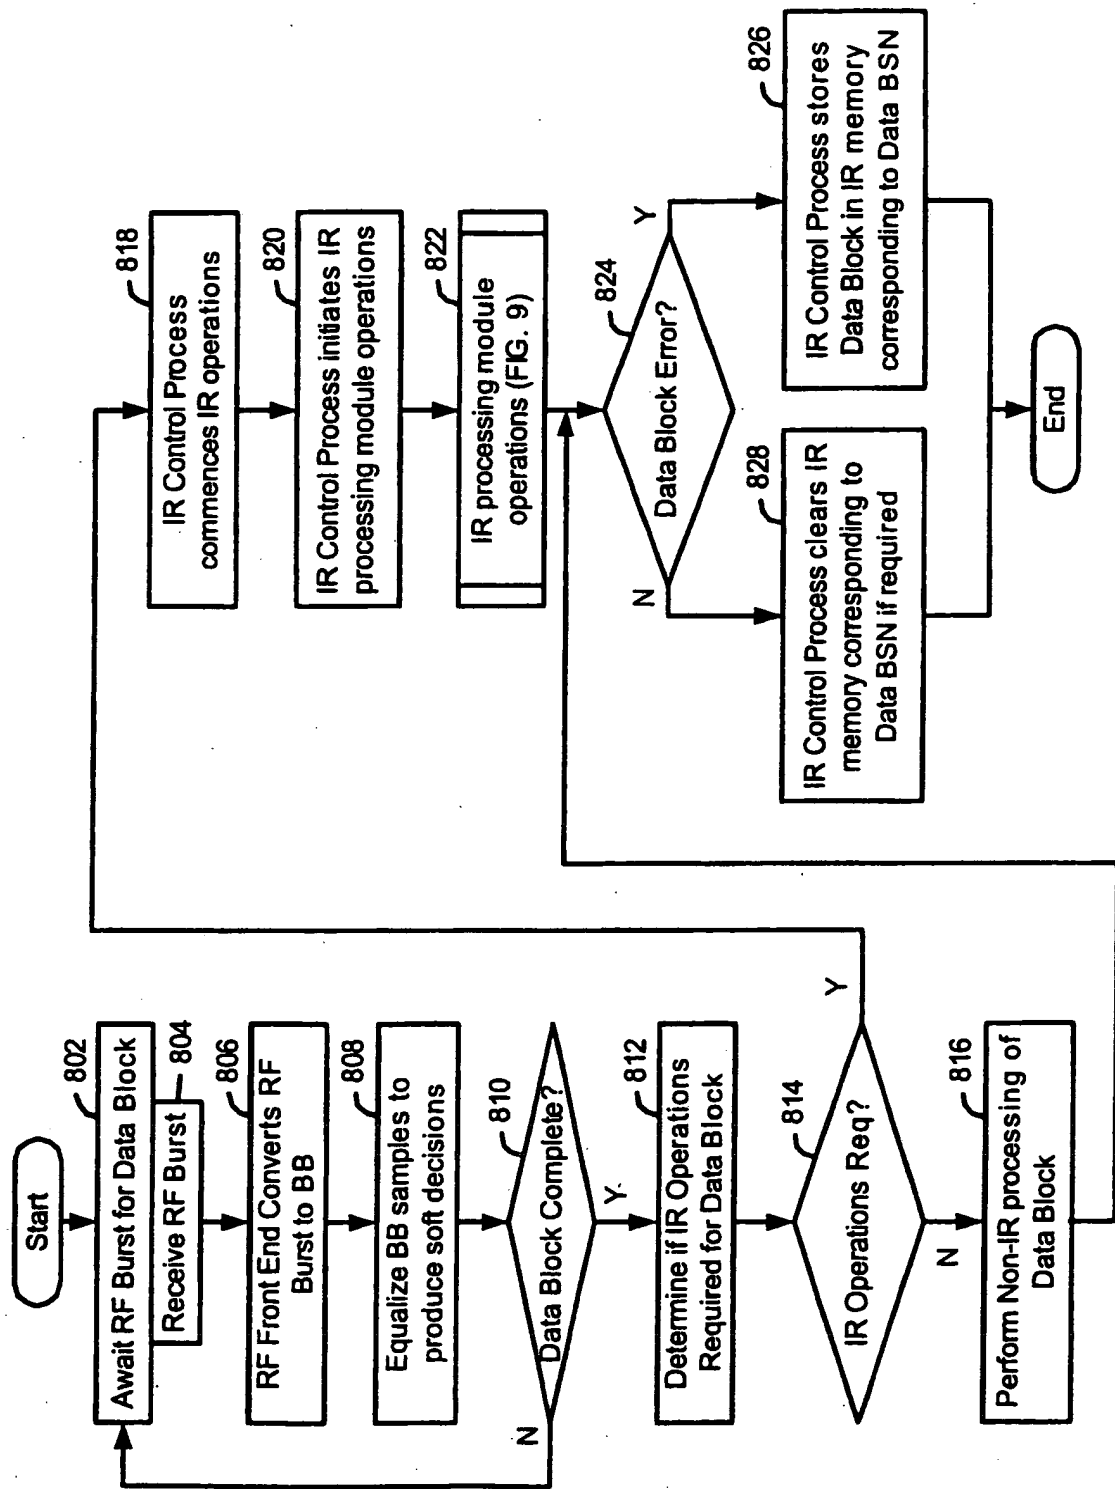 Start
802
Await RF Burst for Data Block
804
Receive RF Burst
806
RF Front End Converts RF
Burst to BB
808
Equalize BB samples to
produce soft decisions
810
Data Block Complete?
N
Y
812
Determine if IR Operations
Required for Data Block
814
IR Operations Req?
Y
N
816
Perform Non-IR processing of
Data Block
818
IR Control Process
commences IR operations
820
IR Control Process initiates IR
processing module operations
822
IR processing module
operations (FIG. 9)
824
Data Block Error?
N
Y
828
IR Control Process clears IR
memory corresponding to
Data BSN if required
826
IR Control Process stores
Data Block in IR memory
corresponding to Data BSN
End